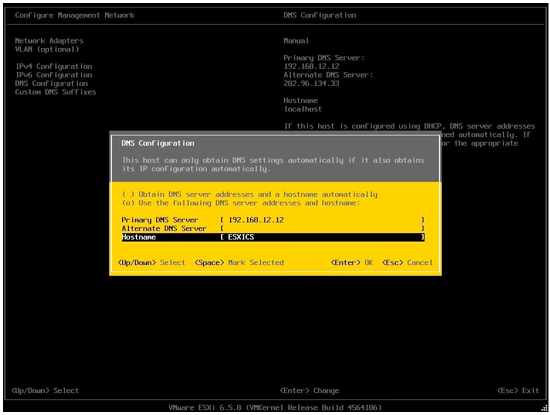 Configure Management Network
DNS Configuration
Network Adapters
VLAN (optional)
IPv4 Configuration
IPv6 Configuration
DNS Configuration
Custom DNS Suffixes
Manual
Primary DNS Server:
192.168.12.12
Alternate DNS Server:
202.96.134.33
Hostname
localhost
If this host is configured using DHCP, DNS server addresses
ned automatically. If
or the appropriate
DNS Configuration
This host can only obtain DNS settings automatically if it also obtains
its IP configuration automatically.
( ) Obtain DNS server addresses and a hostname automatically
(o) Use the following DNS server addresses and hostname:
Primary DNS Server [ 192.168.12.12 ]
Alternate DNS Server [ ]
Hostname [ ESXICS ]
<Up/Down> Select <Space> Mark Selected <Enter> OK <Esc> Cancel
<Up/Down> Select <Enter> Change <Esc> Exit
VMware ESXi 6.5.0 (VMKernel Release Build 4564106)